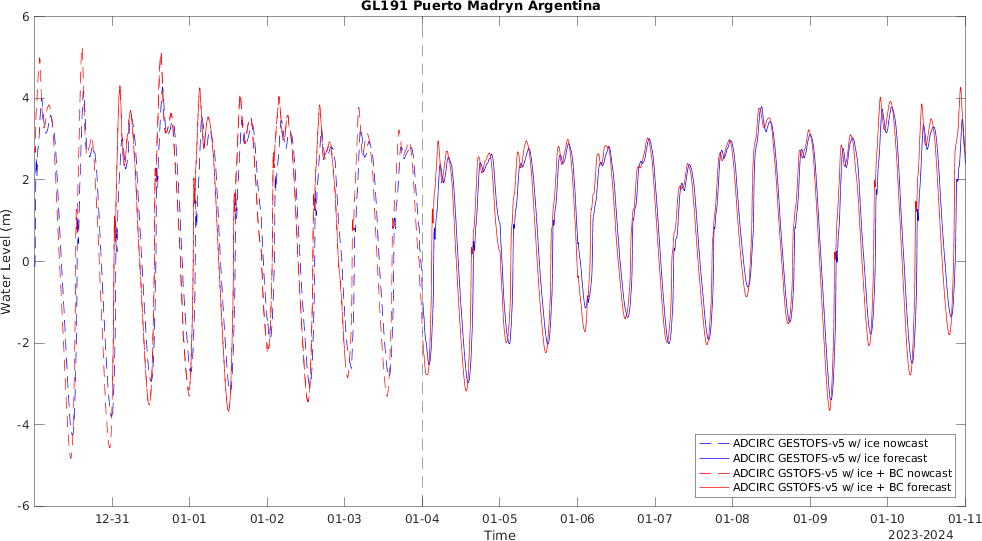 GL191 Puerto Madryn Argentina
6
4
2
0
-2
-4
-6
Water Level (m)
ADCIRC GESTOFS-v5 w/ ice nowcast
ADCIRC GESTOFS-v5 w/ ice forecast
ADCIRC GSTOFS-v5 w/ ice + BC nowcast
ADCIRC GSTOFS-v5 w/ ice + BC forecast
12-31 01-01 01-02 01-03 01-04 01-05 01-06 01-07 01-08 01-09 01-10 01-11
Time
2023-2024